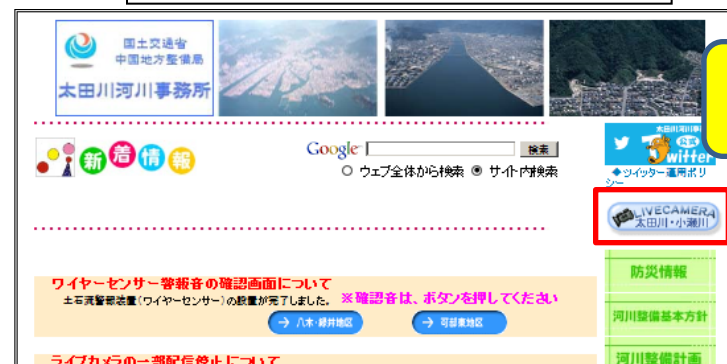 国土交通省
中国地方整備局
太田川河川事務所
新着情報
Google 検索
ウェブ全体から検索 サイト内検索
太田川河川事務所
公式
Twitter
◆ツイッター運用ポリシー
LIVECAMERA
太田川・小瀬川
防災情報
河川整備基本方針
河川整備計画
ワイヤーセンサー警報音の確認画面について
土石流警報装置(ワイヤーセンサー)の設置が完了しました。 ※確認音は、ボタンを押してください
→ 八木・緑井地区 → 可部東地区
ライブカメラの一部配信停止について